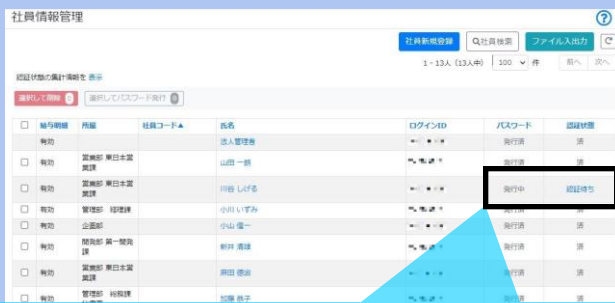 社員情報管理
社員新規登録 社員検索 ファイル入出力
1 - 13人 (13人中) 100 件 前へ 次へ
認証状態の集計情報を 表示
選択して削除 0 選択してパスワード発行 0
給与明細 所属 社員コード▲ 氏名 ログインID パスワード 認証状態
有効 法人管理者 発行済 済
有効 営業部 東日本営業課 山田 一朗 発行済 済
有効 営業部 東日本営業課 川谷 しげる 発行中 認証待ち
有効 管理部 経理課 小川 いずみ 発行済 済
有効 企画部 小山 信一 発行済 済
有効 開発部 第一開発課 新井 清雄 発行済 済
有効 営業部 東日本営業課 原田 徳治 発行済 済
有効 管理部 総務課 加藤 恭子 発行済 済